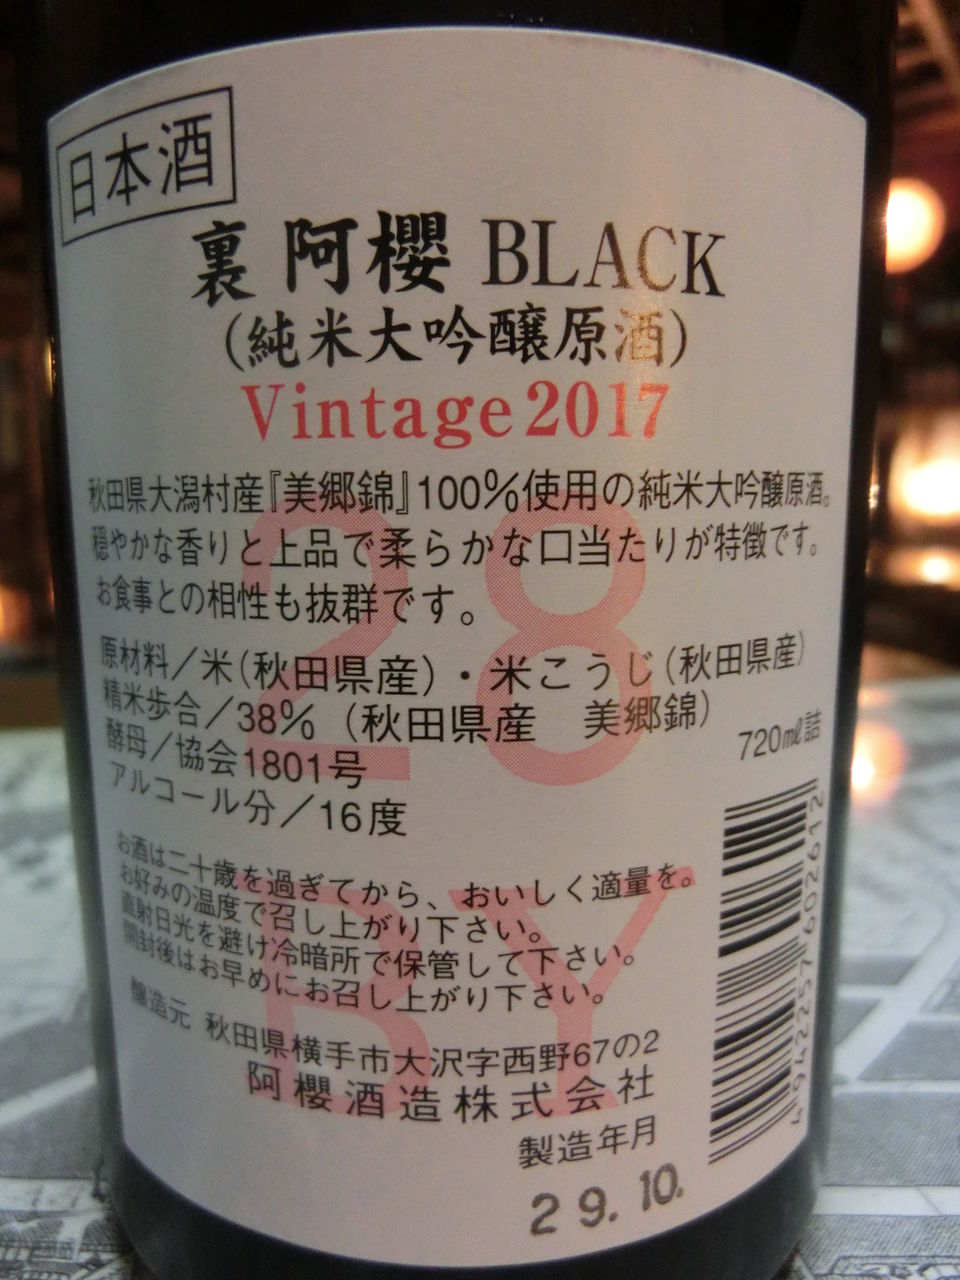 日本酒
裏 阿櫻 BLACK
(純米大吟醸原酒)
Vintage2017
秋田県大潟村産『美郷錦』100%使用の純米大吟醸原酒。
穏やかな香りと上品で柔らかな口当たりが特徴です。
お食事との相性も抜群です。
28
BY
原材料／米(秋田県産)・米こうじ(秋田県産)
精米歩合／38% (秋田県産 美郷錦)
酵母／協会1801号
アルコール分／16度
720ml詰
お酒は二十歳を過ぎてから、おいしく適量を。
お好みの温度で召し上がり下さい。
直射日光を避け冷暗所で保管して下さい。
開封後はお早めにお召し上がり下さい。
醸造元 秋田県横手市大沢字西野67の2
阿櫻酒造株式会社
製造年月
29.10.
4942257602612